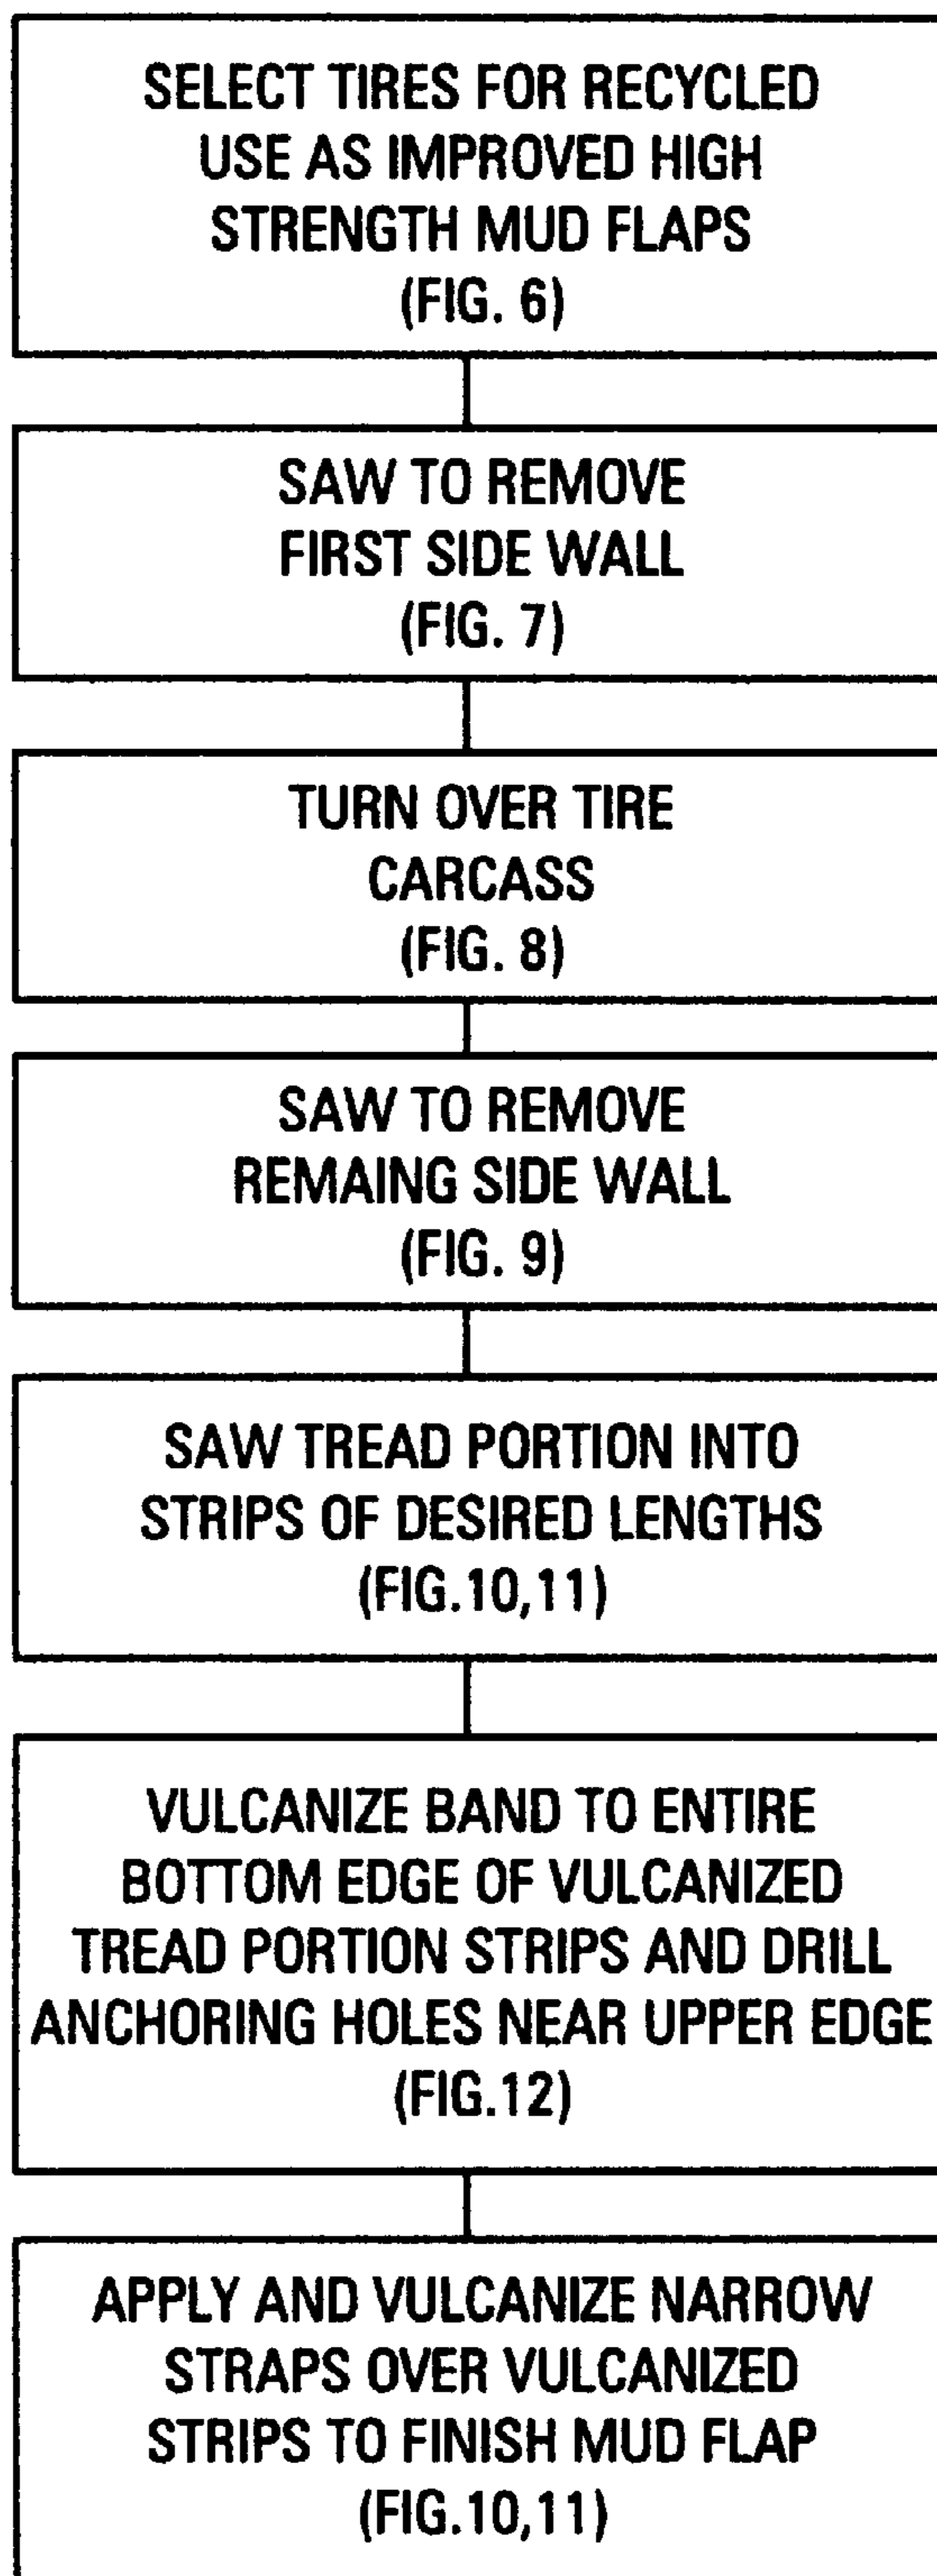 SELECT TIRES FOR RECYCLED
USE AS IMPROVED HIGH
STRENGTH MUD FLAPS
(FIG. 6)
SAW TO REMOVE
FIRST SIDE WALL
(FIG. 7)
TURN OVER TIRE
CARCASS
(FIG. 8)
SAW TO REMOVE
REMAING SIDE WALL
(FIG. 9)
SAW TREAD PORTION INTO
STRIPS OF DESIRED LENGTHS
(FIG.10,11)
VULCANIZE BAND TO ENTIRE
BOTTOM EDGE OF VULCANIZED
TREAD PORTION STRIPS AND DRILL
ANCHORING HOLES NEAR UPPER EDGE
(FIG.12)
APPLY AND VULCANIZE NARROW
STRAPS OVER VULCANIZED
STRIPS TO FINISH MUD FLAP
(FIG.10,11)